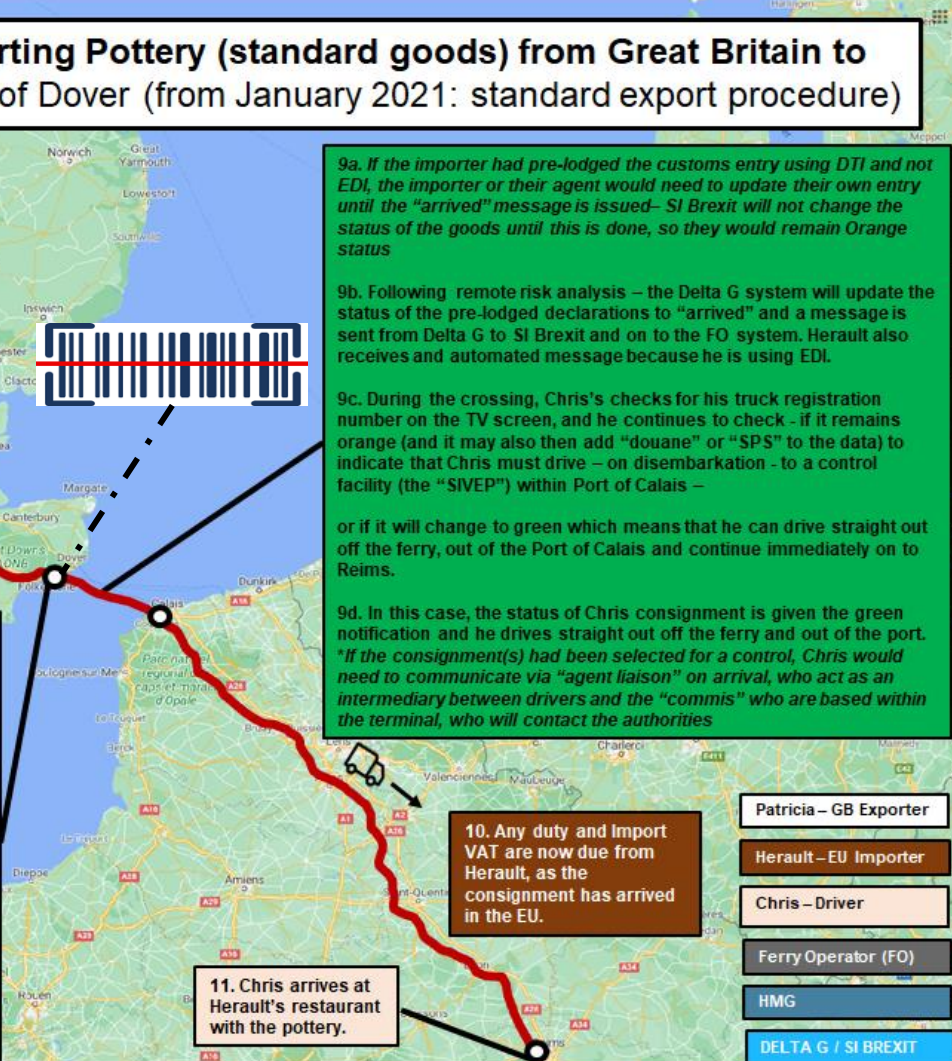 rting Pottery (standard goods) from Great Britain to
of Dover (from January 2021: standard export procedure)
Norwich
Great
Yarmouth
Lowestoft
Southwold
Ipswich
Margate
Canterbury
Dover
Calais
Dunkirk
A16
9a. If the importer had pre-lodged the customs entry using DTI and not
EDI, the importer or their agent would need to update their own entry
until the “arrived” message is issued– SI Brexit will not change the
status of the goods until this is done, so they would remain Orange
status
9b. Following remote risk analysis – the Delta G system will update the
status of the pre-lodged declarations to “arrived” and a message is
sent from Delta G to SI Brexit and on to the FO system. Herault also
receives and automated message because he is using EDI.
9c. During the crossing, Chris’s checks for his truck registration
number on the TV screen, and he continues to check - if it remains
orange (and it may also then add “douane” or “SPS” to the data) to
indicate that Chris must drive – on disembarkation - to a control
facility (the “SIVEP”) within Port of Calais –
or if it will change to green which means that he can drive straight out
off the ferry, out of the Port of Calais and continue immediately on to
Reims.
9d. In this case, the status of Chris consignment is given the green
notification and he drives straight out off the ferry and out of the port.
*If the consignment(s) had been selected for a control, Chris would
need to communicate via “agent liaison” on arrival, who act as an
intermediary between drivers and the “commis” who are based within
the terminal, who will contact the authorities
Le Touquet
Berck
Lens
Valenciennes
Maubeuge
Charleroi
A16
A1
A2
A26
Dieppe
Amiens
A28
A29
Rouen
10. Any duty and Import
VAT are now due from
Herault, as the
consignment has arrived
in the EU.
11. Chris arrives at
Herault's restaurant
with the pottery.
Patricia – GB Exporter
Herault – EU Importer
Chris – Driver
Ferry Operator (FO)
HMG
DELTA G / SI BREXIT
A34
A16